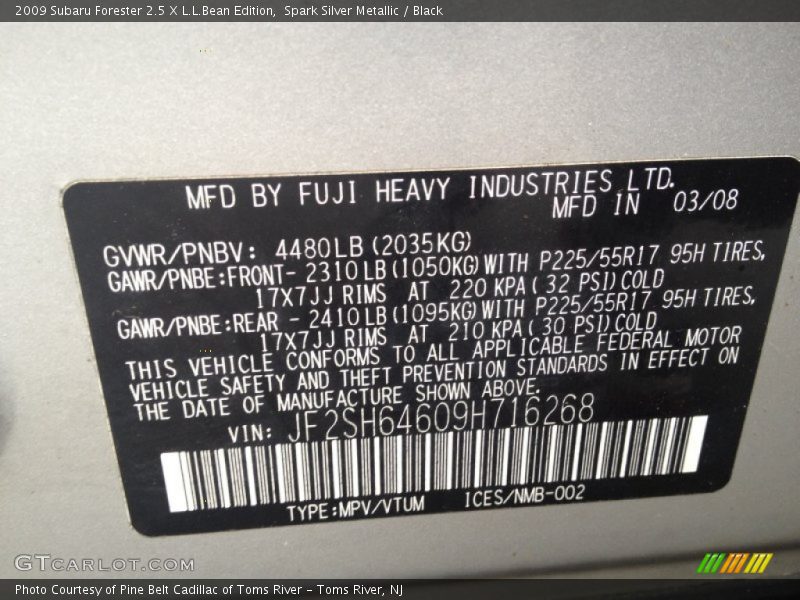 2009 Subaru Forester 2.5 X L.L.Bean Edition, Spark Silver Metallic / Black
MFD BY FUJI HEAVY INDUSTRIES LTD.
MFD IN 03/08
GVWR/PNBV: 4480LB (2035KG)
GAWR/PNBE:FRONT- 2310LB (1050KG) WITH P225/55R17 95H TIRES,
17X7JJ RIMS AT 220 KPA ( 32 PSI) COLD
GAWR/PNBE:REAR - 2410LB (1095KG) WITH P225/55R17 95H TIRES,
17X7JJ RIMS AT 210 KPA ( 30 PSI) COLD
THIS VEHICLE CONFORMS TO ALL APPLICABLE FEDERAL MOTOR
VEHICLE SAFETY AND THEFT PREVENTION STANDARDS IN EFFECT ON
THE DATE OF MANUFACTURE SHOWN ABOVE.
VIN: JF2SH64609H716268
TYPE:MPV/VTUM ICES/NMB-002
GTCARLOT.COM
Photo Courtesy of Pine Belt Cadillac of Toms River - Toms River, NJ